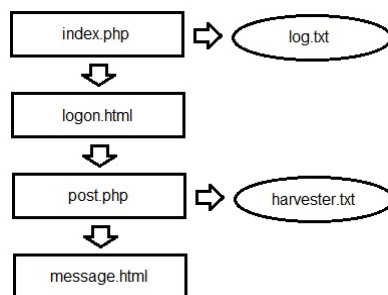 index.php
log.txt
logon.html
post.php
harvester.txt
message.html